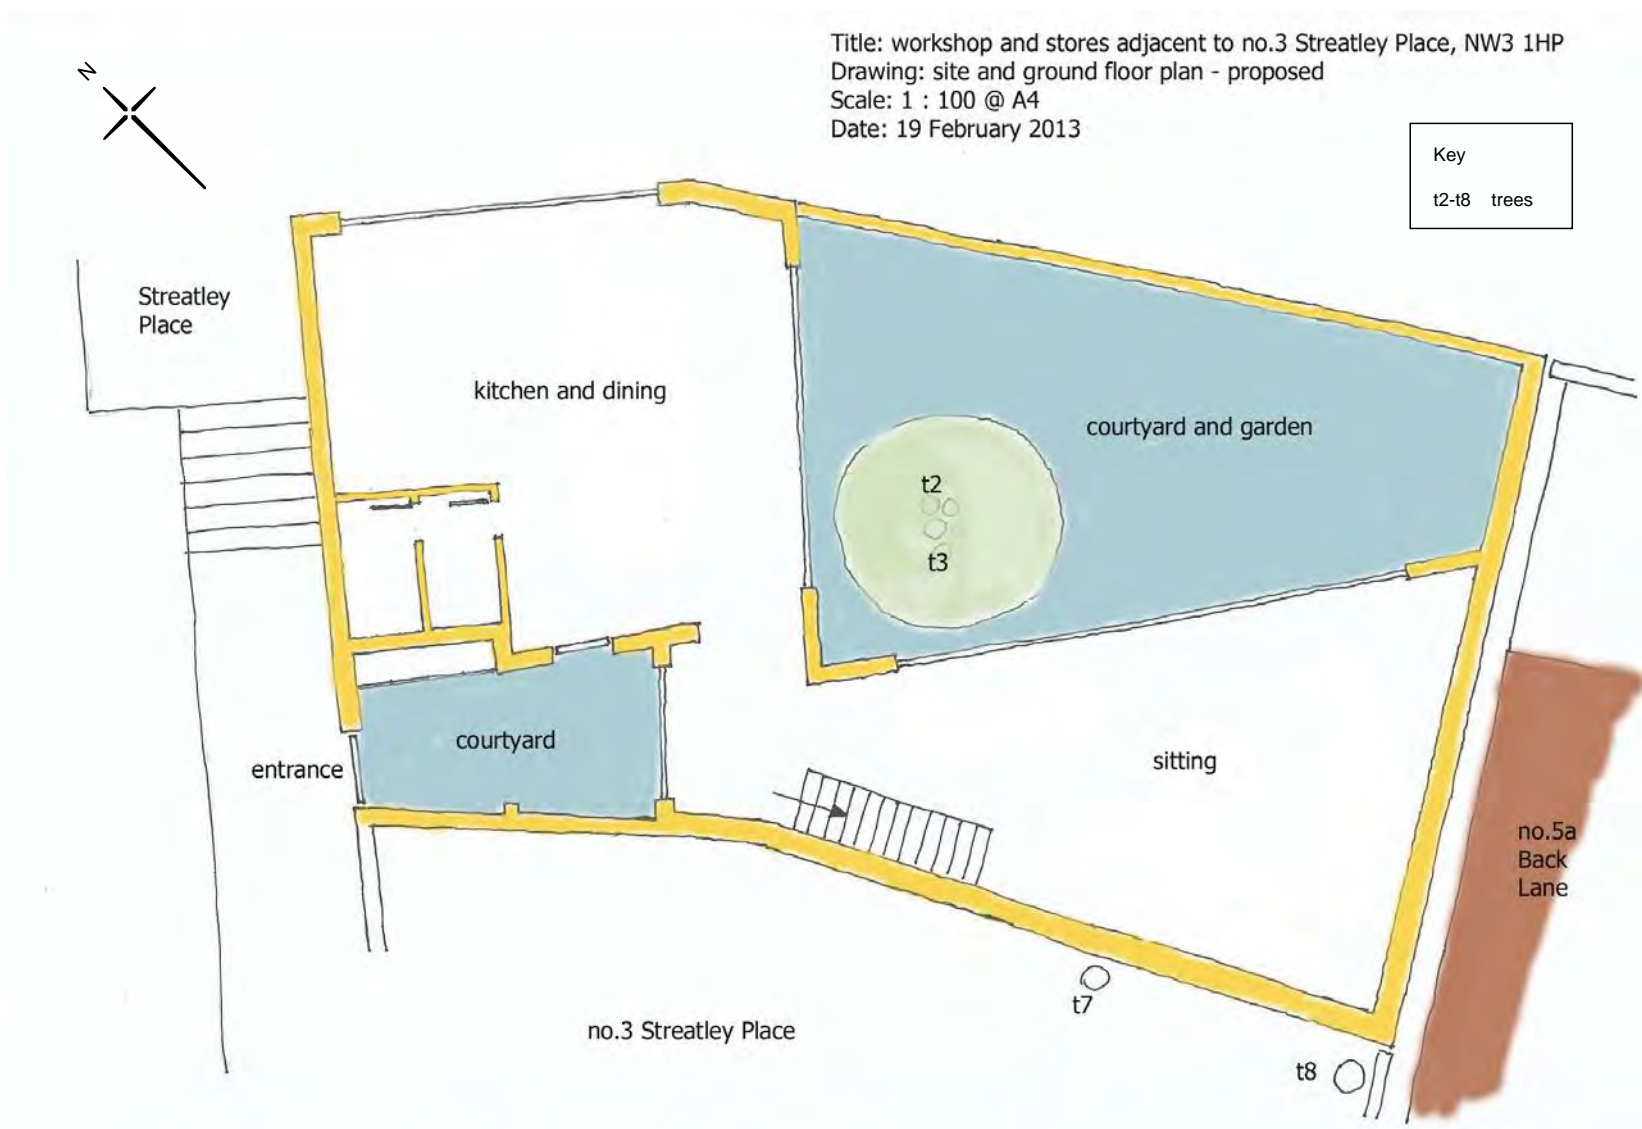 Title: workshop and stores adjacent to no.3 Streatley Place, NW3 1HP
Drawing: site and ground floor plan - proposed
Scale: 1 : 100 @ A4
Date: 19 February 2013
N
Key
t2-t8 trees
Streatley
Place
kitchen and dining
courtyard and garden
t2
t3
courtyard
entrance
sitting
no.5a
Back
Lane
t7
no.3 Streatley Place
t8